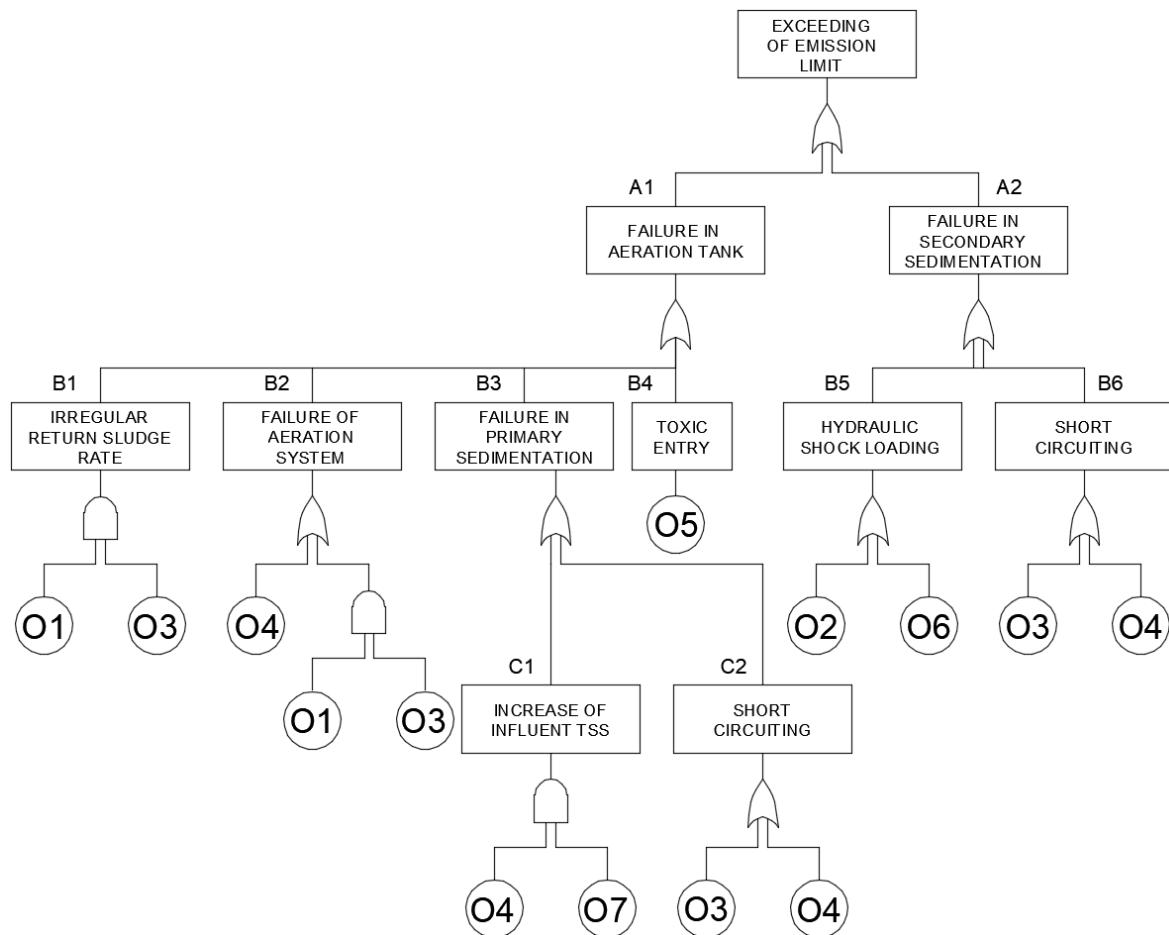 EXCEEDING
OF EMISSION
LIMIT
A1
A2
FAILURE IN
AERATION TANK
FAILURE IN
SECONDARY
SEDIMENTATION
B1
B2
B3
B4
B5
B6
IRREGULAR
RETURN SLUDGE
RATE
FAILURE OF
AERATION
SYSTEM
FAILURE IN
PRIMARY
SEDIMENTATION
TOXIC
ENTRY
HYDRAULIC
SHOCK LOADING
SHORT
CIRCUITING
O5
O1
O3
O4
O2
O6
O3
O4
O1
O3
C1
C2
INCREASE OF
INFLUENT TSS
SHORT
CIRCUITING
O4
O7
O3
O4